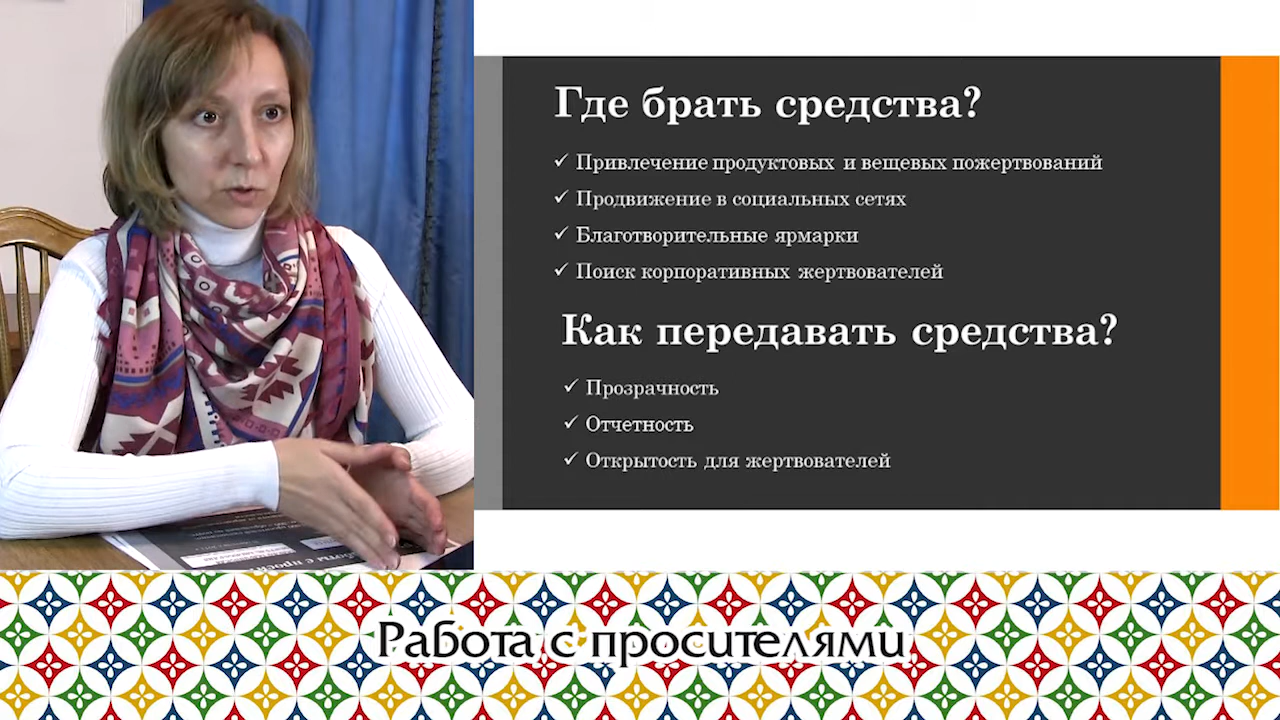 Где брать средства?
Привлечение продуктовых и вещевых пожертвований
Продвижение в социальных сетях
Благотворительные ярмарки
Поиск корпоративных жертвователей
Как передавать средства?
Прозрачность
Отчетность
Открытость для жертвователей
Работа с просителями